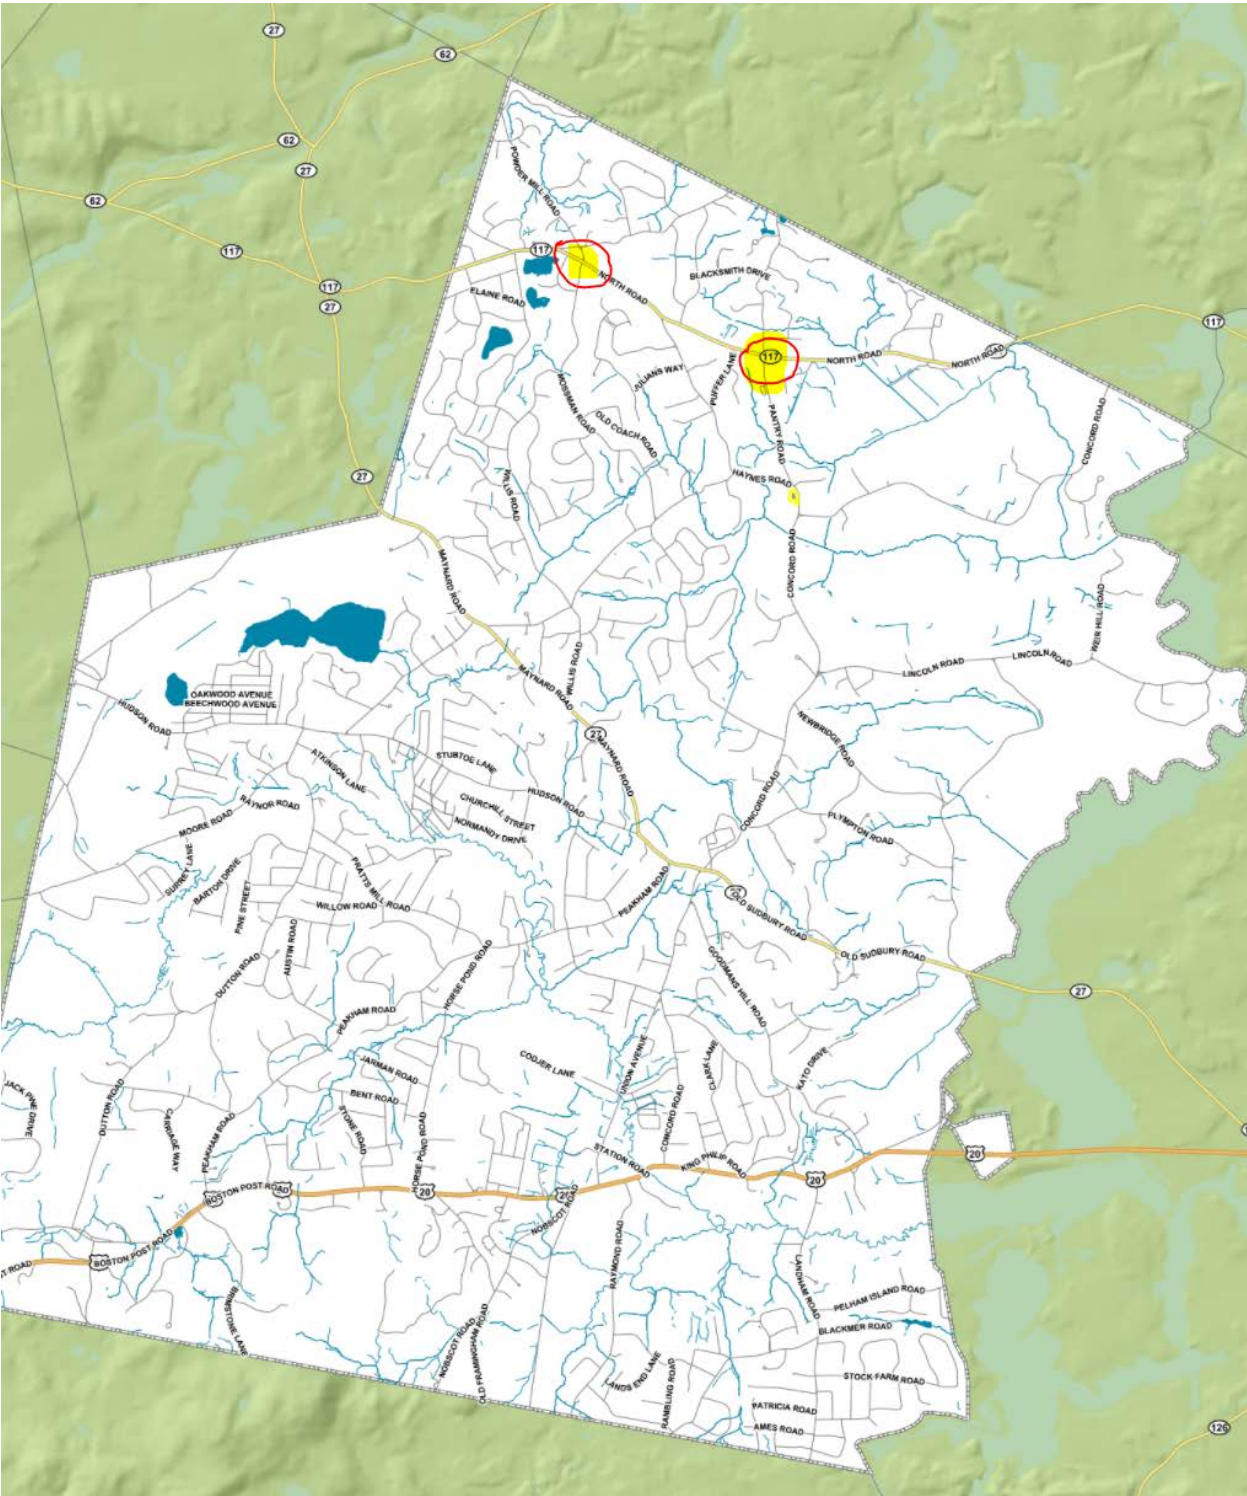 27
62
62
27
62
117
117
27
117
POWDER MILL ROAD
NORTH ROAD
BLACKSMITH DRIVE
ELAINE ROAD
117
NORTH ROAD
NORTH ROAD
117
JULIANS WAY
PUFFER LANE
MOSSMAN ROAD
OLD COACH ROAD
PANTRY ROAD
CONCORD ROAD
27
WILLIS ROAD
HAYNES ROAD
CONCORD ROAD
MAYNARD ROAD
WEIR HILL ROAD
LINCOLN ROAD
LINCOLN ROAD
WILLIS ROAD
MAYNARD ROAD
OAKWOOD AVENUE
BEECHWOOD AVENUE
HUDSON ROAD
27
MAYNARD ROAD
NEWBRIDGE ROAD
ATKINSON LANE
STUBTOE LANE
HUDSON ROAD
CHURCHILL STREET
NORMANDY DRIVE
CONCORD ROAD
PLYMPTON ROAD
RAYNOR ROAD
MOORE ROAD
SURREY LANE
BARTON DRIVE
PINE STREET
PRATTS MILL ROAD
WILLOW ROAD
PEAKHAM ROAD
OLD SUDBURY ROAD
OLD SUDBURY ROAD
AUSTIN ROAD
DUTTON ROAD
HORSE POND ROAD
GOODMANS HILL ROAD
27
PEAKHAM ROAD
JARMAN ROAD
BENT ROAD
STONE ROAD
CODJER LANE
UNION AVENUE
CLARK LANE
KATO DRIVE
JACK PINE DRIVE
DUTTON ROAD
CARRIAGE WAY
PEAKHAM ROAD
HORSE POND ROAD
CONCORD ROAD
STATION ROAD
KING PHILIP ROAD
20
20
20
BOSTON POST ROAD
20
NOBSCOT ROAD
BOSTON POST ROAD
T ROAD
BRIMSTONE LANE
RAYMOND ROAD
LANDHAM ROAD
PELHAM ISLAND ROAD
BLACKMER ROAD
NOBSCOT ROAD
OLD FRAMINGHAM ROAD
LANDS END LANE
RAMBLING ROAD
STOCK FARM ROAD
PATRICIA ROAD
AMES ROAD
126